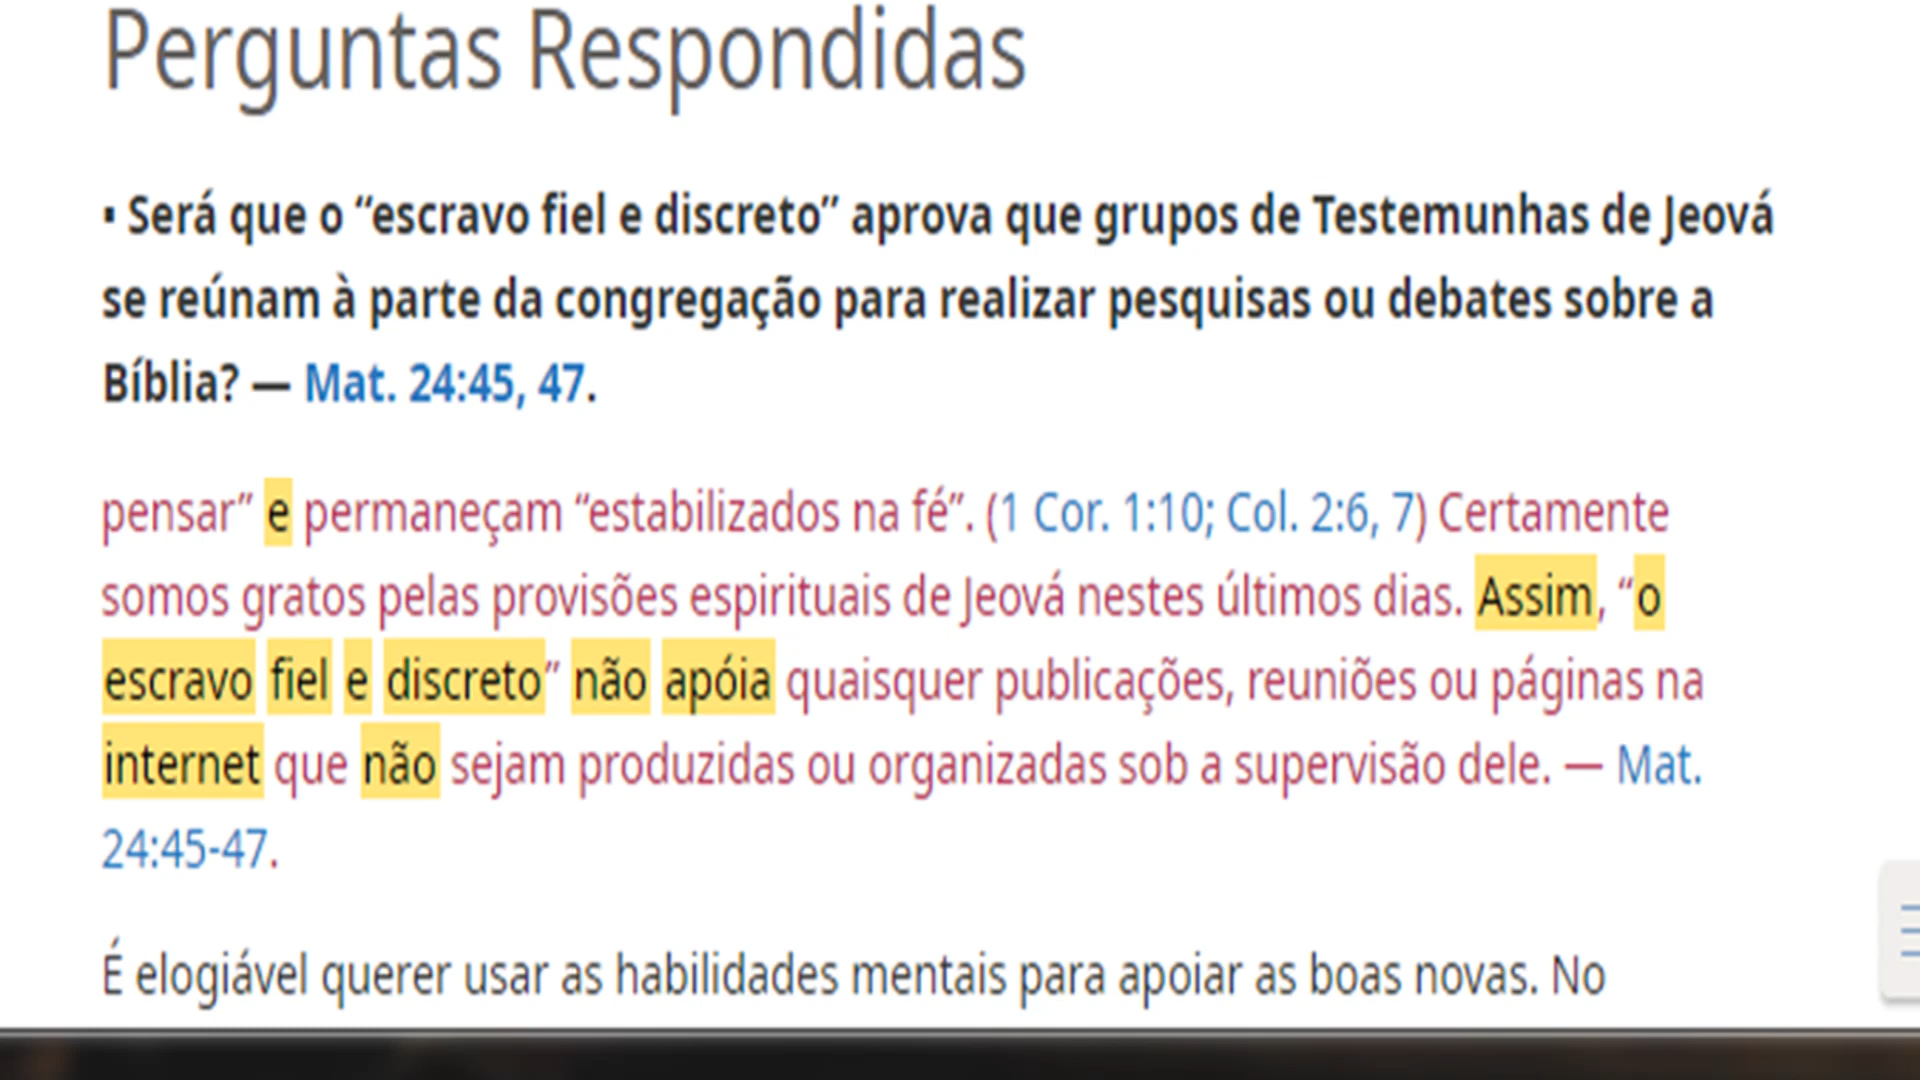 Perguntas Respondidas
▪ Será que o “escravo fiel e discreto” aprova que grupos de Testemunhas de Jeová
se reúnam à parte da congregação para realizar pesquisas ou debates sobre a
Bíblia? — Mat. 24:45, 47.
pensar” e permaneçam “estabilizados na fé”. (1 Cor. 1:10; Col. 2:6, 7) Certamente
somos gratos pelas provisões espirituais de Jeová nestes últimos dias. Assim, “o
escravo fiel e discreto” não apóia quaisquer publicações, reuniões ou páginas na
internet que não sejam produzidas ou organizadas sob a supervisão dele. — Mat.
24:45-47.
É elogiável querer usar as habilidades mentais para apoiar as boas novas. No